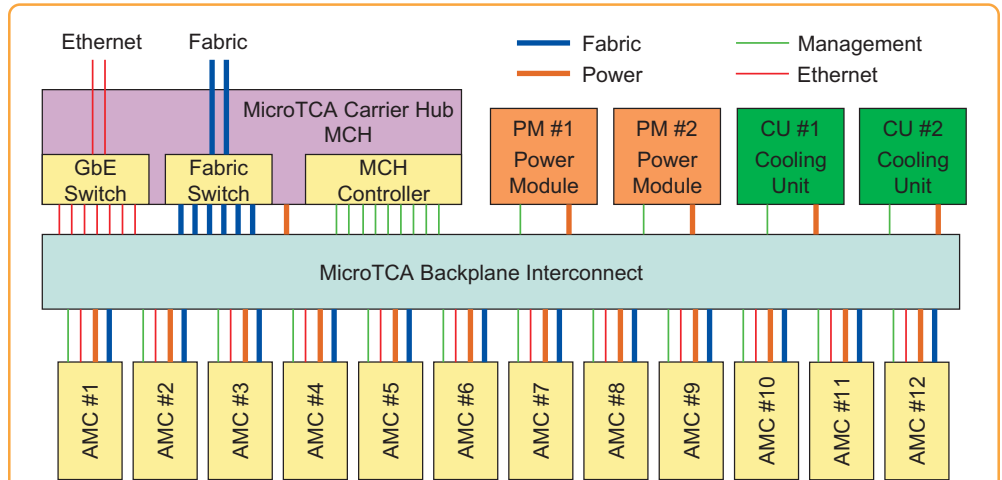 Ethernet
Fabric
Fabric
Management
Power
Ethernet
MicroTCA Carrier Hub
MCH
GbE
Switch
Fabric
Switch
MCH
Controller
PM #1
Power
Module
PM #2
Power
Module
CU #1
Cooling
Unit
CU #2
Cooling
Unit
MicroTCA Backplane Interconnect
AMC #1
AMC #2
AMC #3
AMC #4
AMC #5
AMC #6
AMC #7
AMC #8
AMC #9
AMC #10
AMC #11
AMC #12